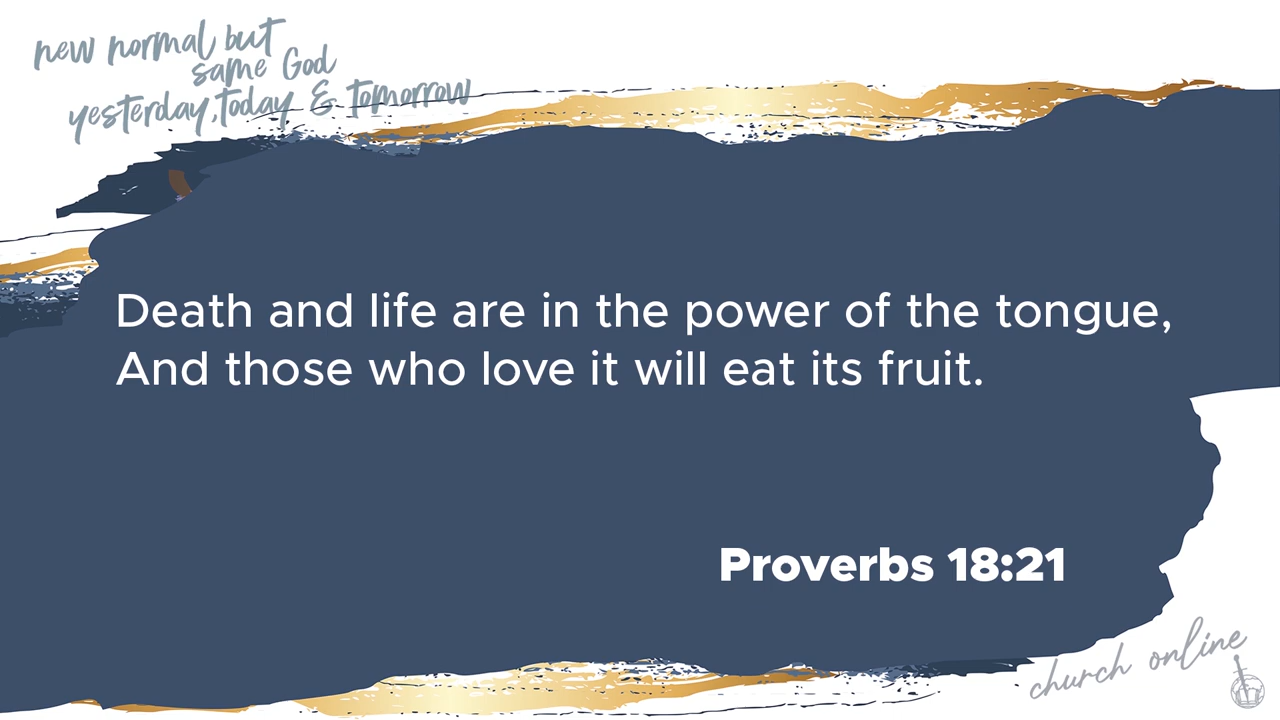 new normal but
same God
yesterday, today & tomorrow
Death and life are in the power of the tongue,
And those who love it will eat its fruit.
Proverbs 18:21
church online